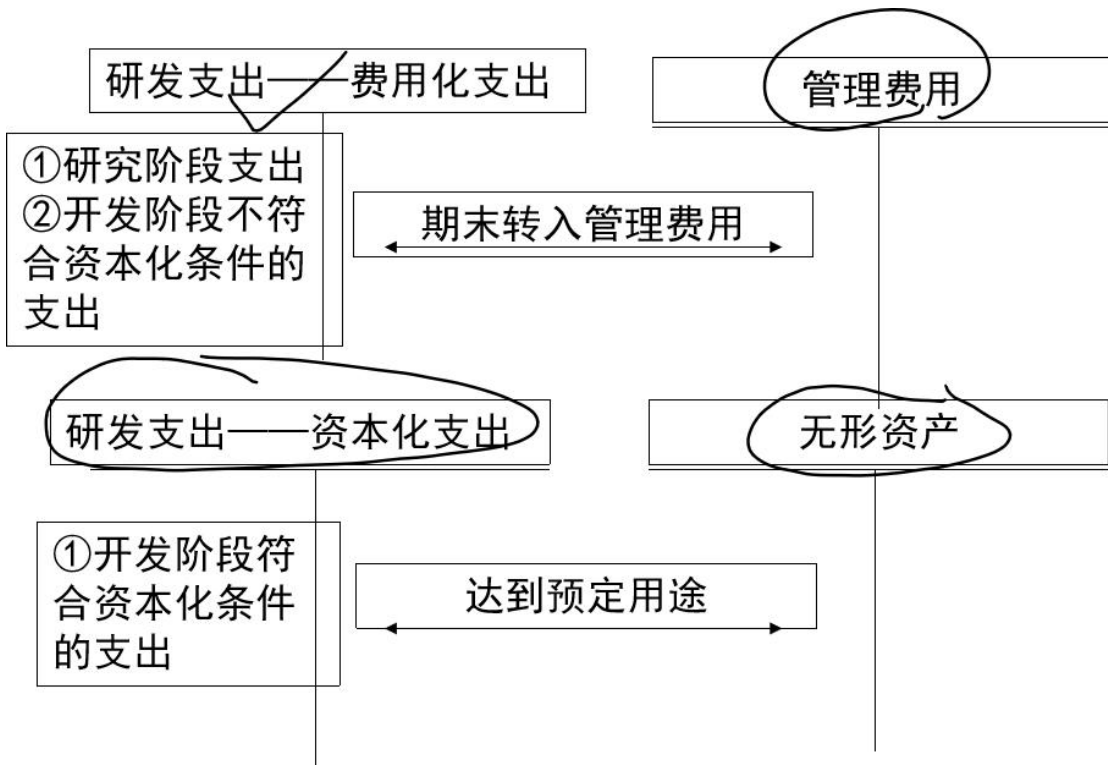 研发支出——费用化支出
管理费用
①研究阶段支出
②开发阶段不符
合资本化条件的
支出
期末转入管理费用
研发支出——资本化支出
无形资产
①开发阶段符
合资本化条件
的支出
达到预定用途